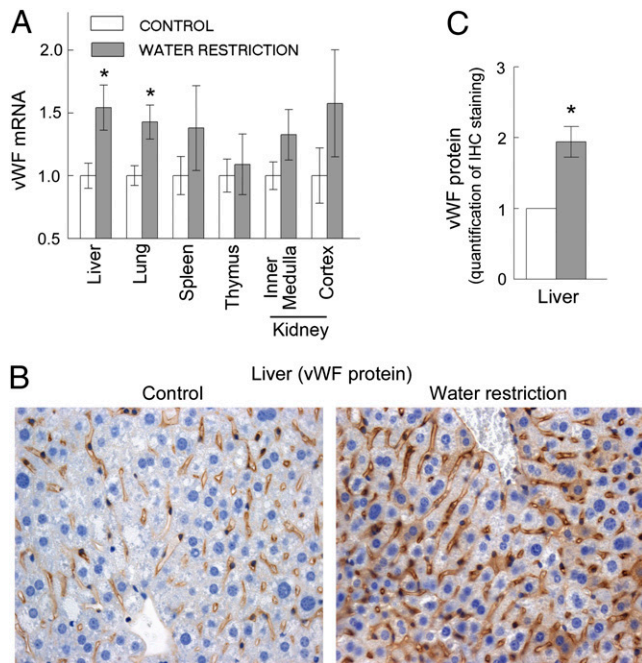 A
CONTROL
WATER RESTRICTION
vWF mRNA
2.0
1.5
1.0
0.5
*
*
Liver
Lung
Spleen
Thymus
Inner
Medulla
Cortex
Kidney
C
vWF protein
(quantification of IHC staining)
3
2
1
0
*
Liver
B
Liver (vWF protein)
Control
Water restriction